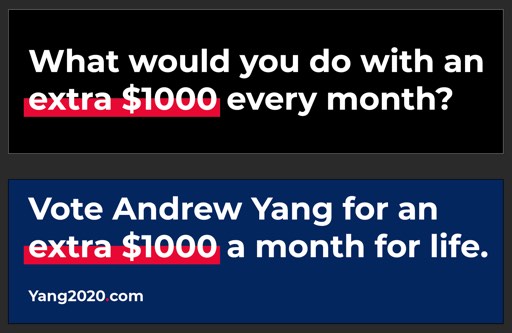 What would you do with an
extra $1000 every month?
Vote Andrew Yang for an
extra $1000 a month for life.
Yang2020.com